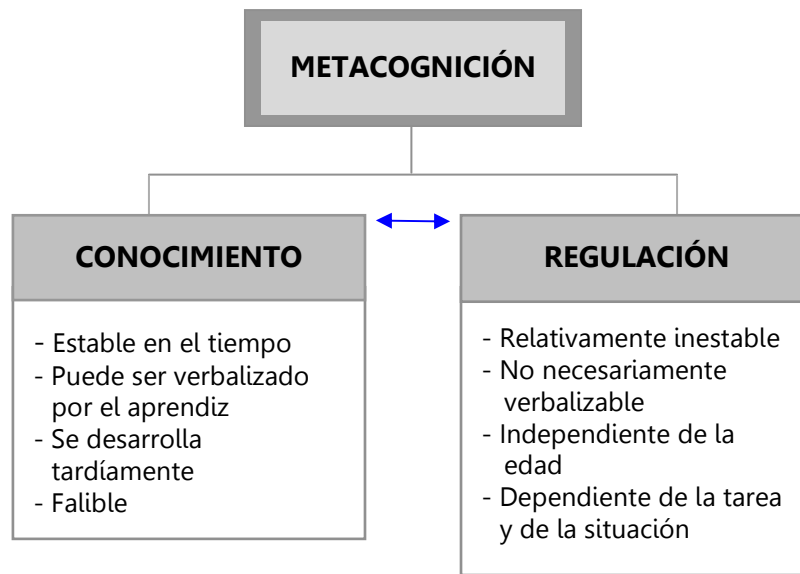 METACOGNICIÓN
CONOCIMIENTO
- Estable en el tiempo
- Puede ser verbalizado
por el aprendiz
- Se desarrolla
tardíamente
- Falible
REGULACIÓN
- Relativamente inestable
- No necesariamente
verbalizable
- Independiente de la
edad
- Dependiente de la tarea
y de la situación